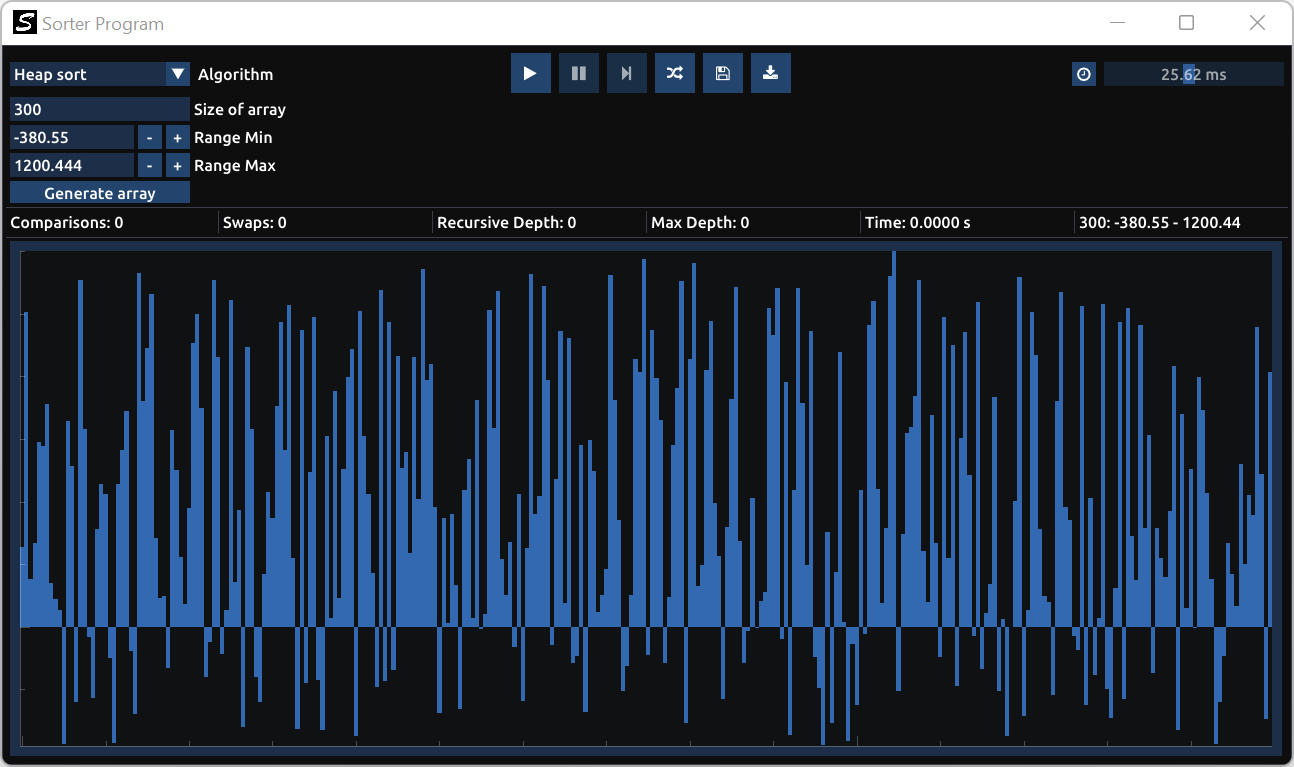 S Sorter Program
Heap sort Algorithm 25.62 ms
300 Size of array
-380.55 - + Range Min
1200.444 - + Range Max
Generate array
Comparisons: 0 Swaps: 0 Recursive Depth: 0 Max Depth: 0 Time: 0.0000 s 300: -380.55 - 1200.44